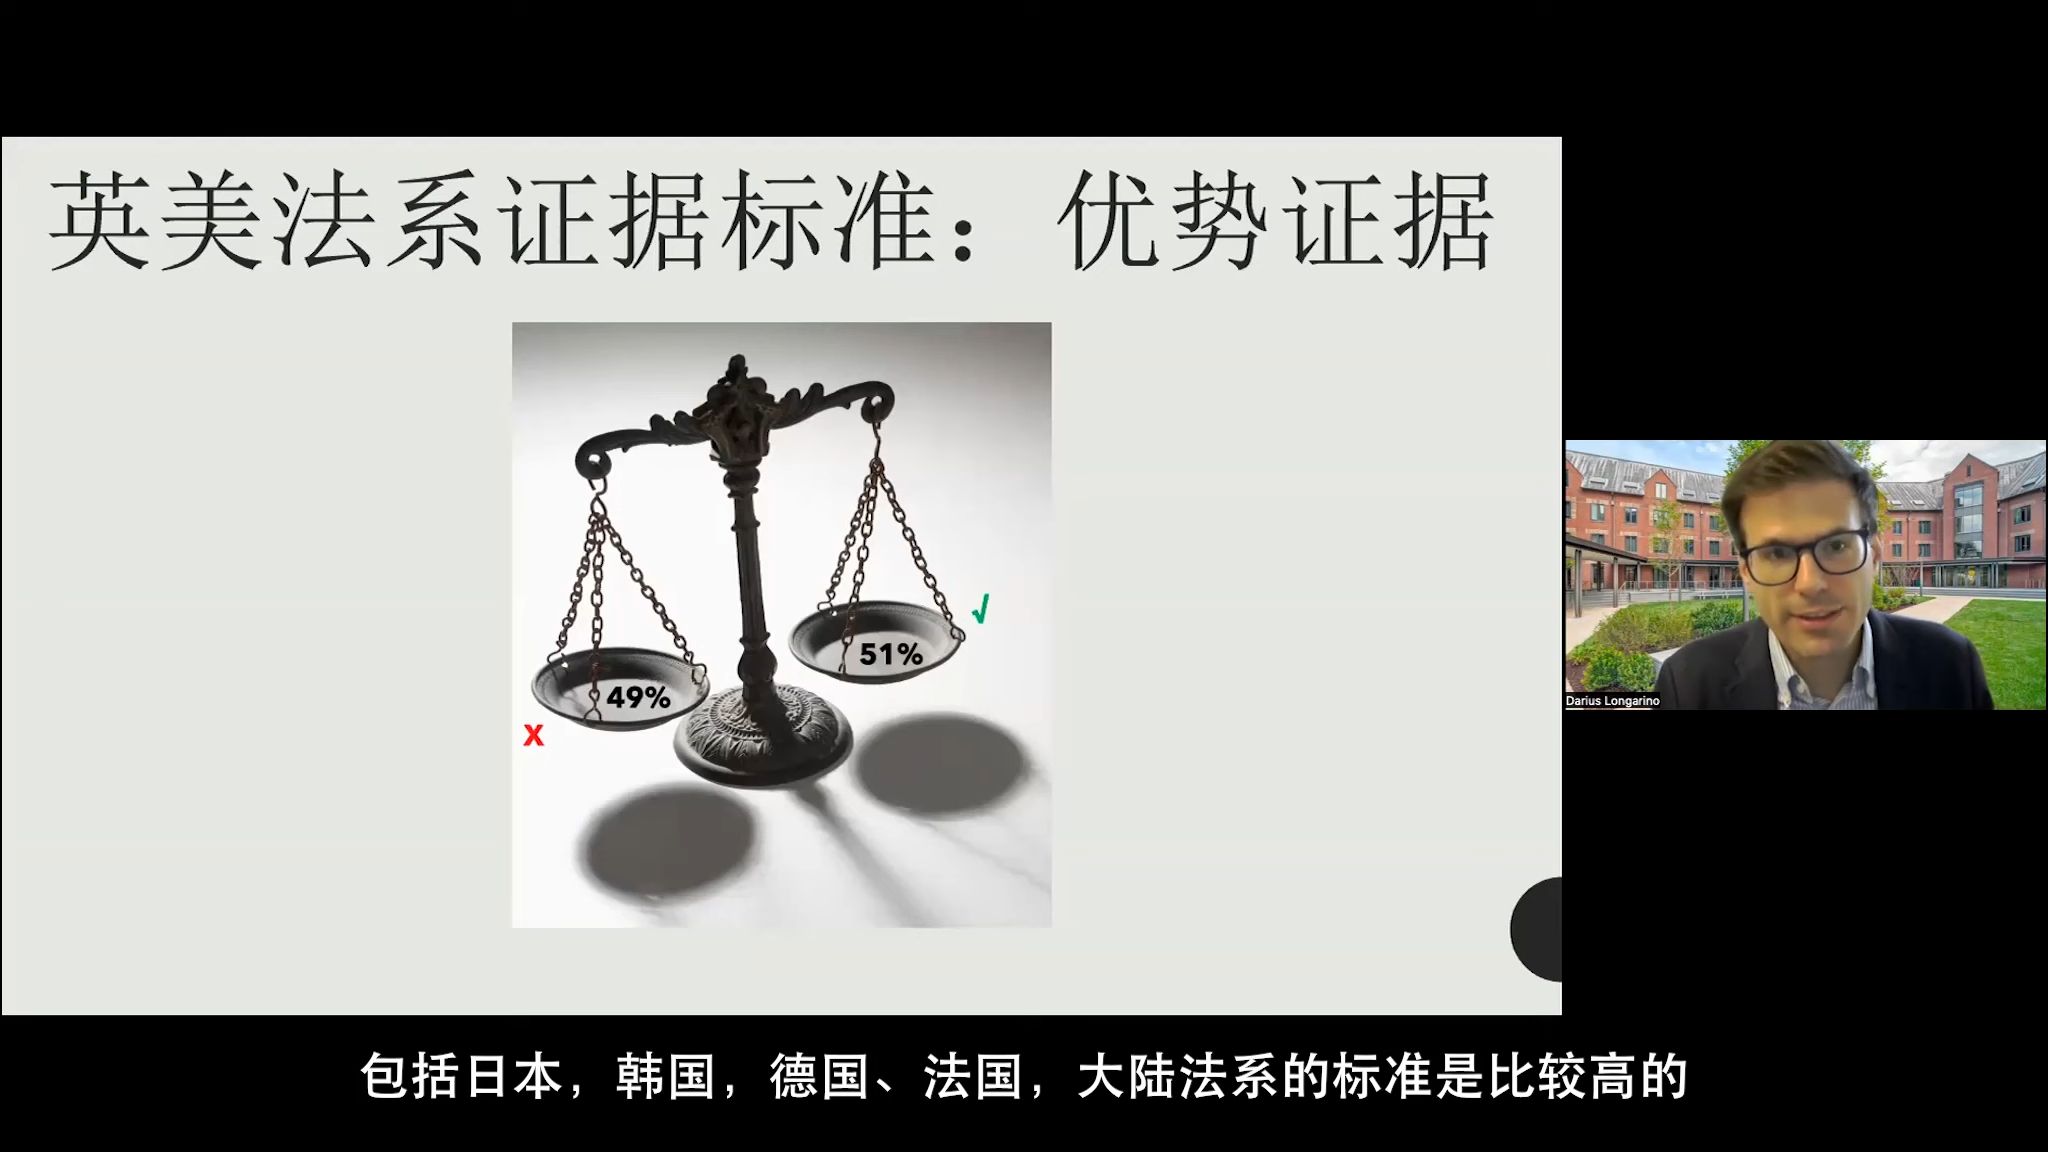 英美法系证据标准： 优势证据
51%
√
49%
X
Darius Longarino
包括日本，韩国，德国、法国，大陆法系的标准是比较高的